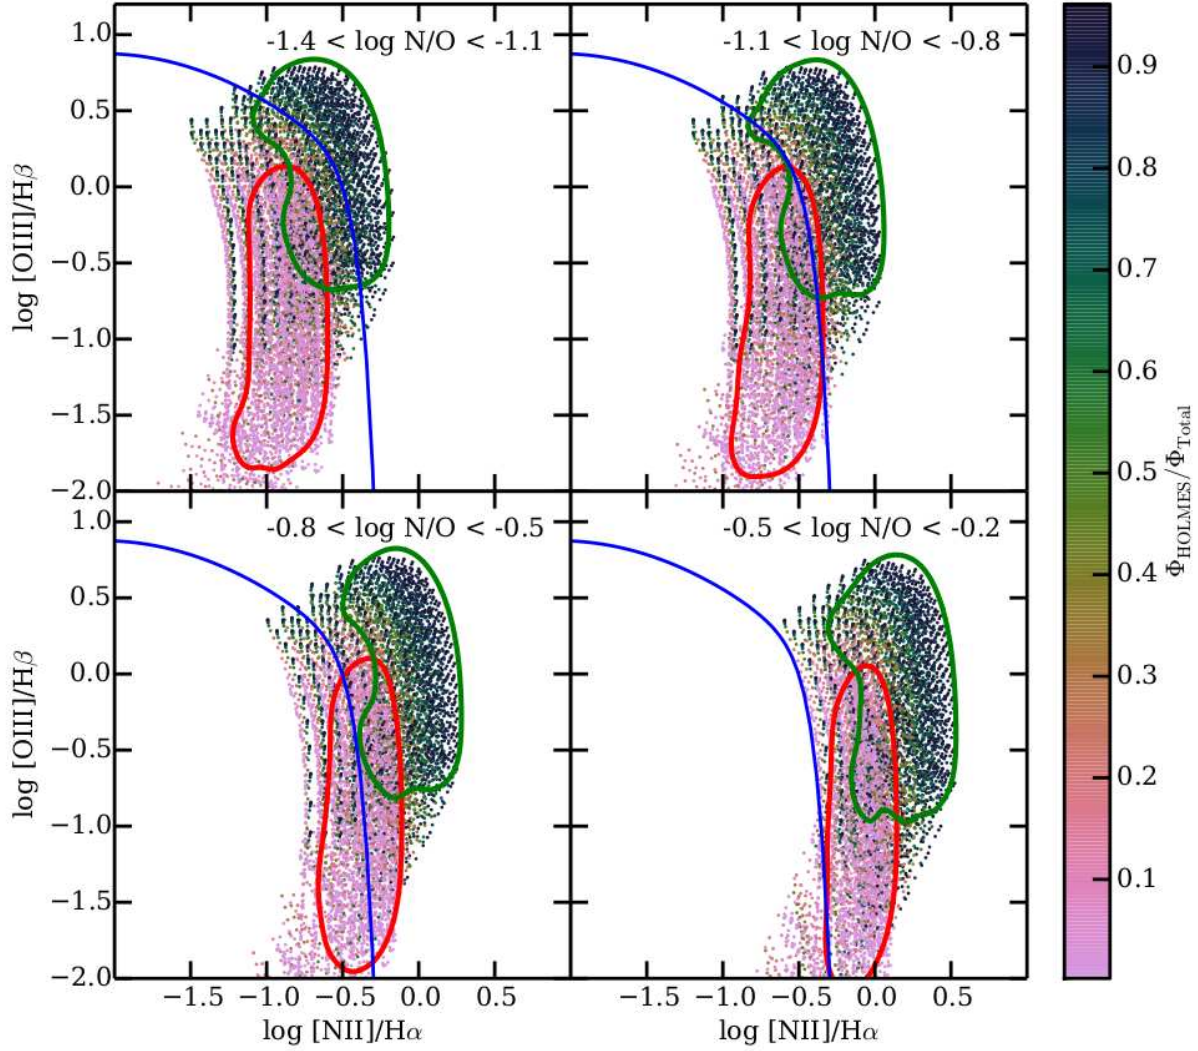 -1.4 < log N/O < -1.1
-1.1 < log N/O < -0.8
1.0
0.5
0.0
−0.5
−1.0
−1.5
−2.0
log [OIII]/Hβ
-0.8 < log N/O < -0.5
-0.5 < log N/O < -0.2
1.0
0.5
0.0
−0.5
−1.0
−1.5
−2.0
log [OIII]/Hβ
−1.5 −1.0 −0.5 0.0 0.5
−1.5 −1.0 −0.5 0.0 0.5
log [NII]/Hα
log [NII]/Hα
0.9
0.8
0.7
0.6
0.5
0.4
0.3
0.2
0.1
Φ_HOLMES/Φ_Total